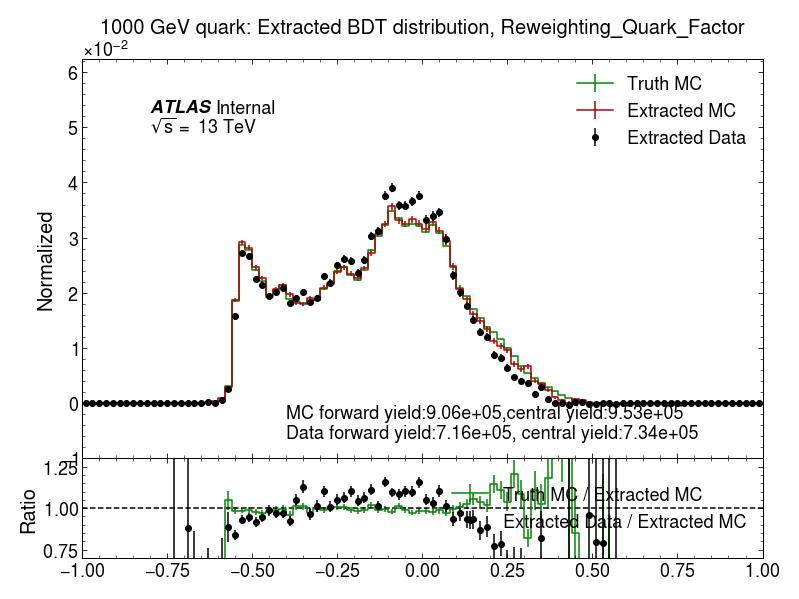 1000 GeV quark: Extracted BDT distribution, Reweighting_Quark_Factor
×10⁻²
6
5
4
3
2
1
0
Normalized
ATLAS Internal
√s = 13 TeV
Truth MC
Extracted MC
Extracted Data
MC forward yield:9.06e+05,central yield:9.53e+05
Data forward yield:7.16e+05, central yield:7.34e+05
1
1.25
1.00
0.75
Ratio
Truth MC / Extracted MC
Extracted Data / Extracted MC
−1.00 −0.75 −0.50 −0.25 0.00 0.25 0.50 0.75 1.00